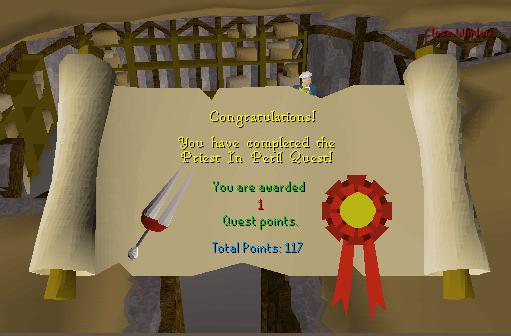 Close Window
Congratulations!
You have completed the
Priest In Peril Quest!
You are awarded
1
Quest points.
Total Points: 117